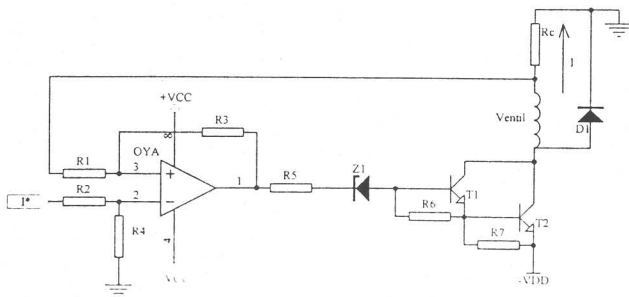 Rc
I
+VCC
R3
Ventil
D1
8
OYA
R1
3
+
Z1
R5
1
T1
R2
2
−
I*
R6
T2
R4
R7
4
-VDD